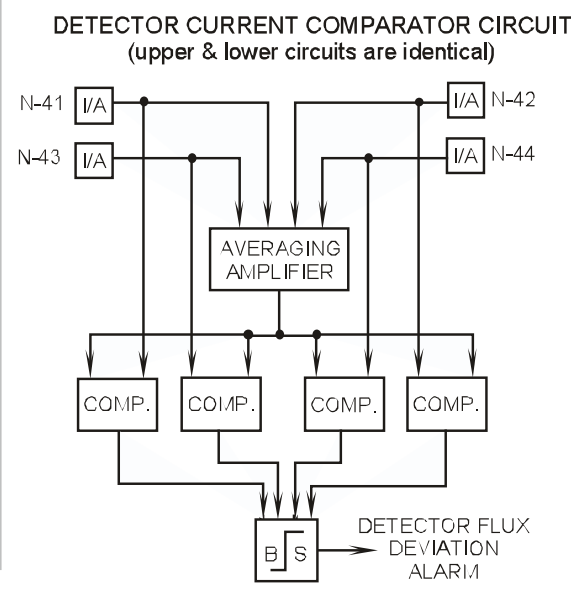 DETECTOR CURRENT COMPARATOR CIRCUIT
(upper & lower circuits are identical)
N-41 I/A I/A N-42
N-43 I/A I/A N-44
AVERAGING
AMPLIFIER
COMP. COMP. COMP. COMP.
B S
DETECTOR FLUX
DEVIATION
ALARM